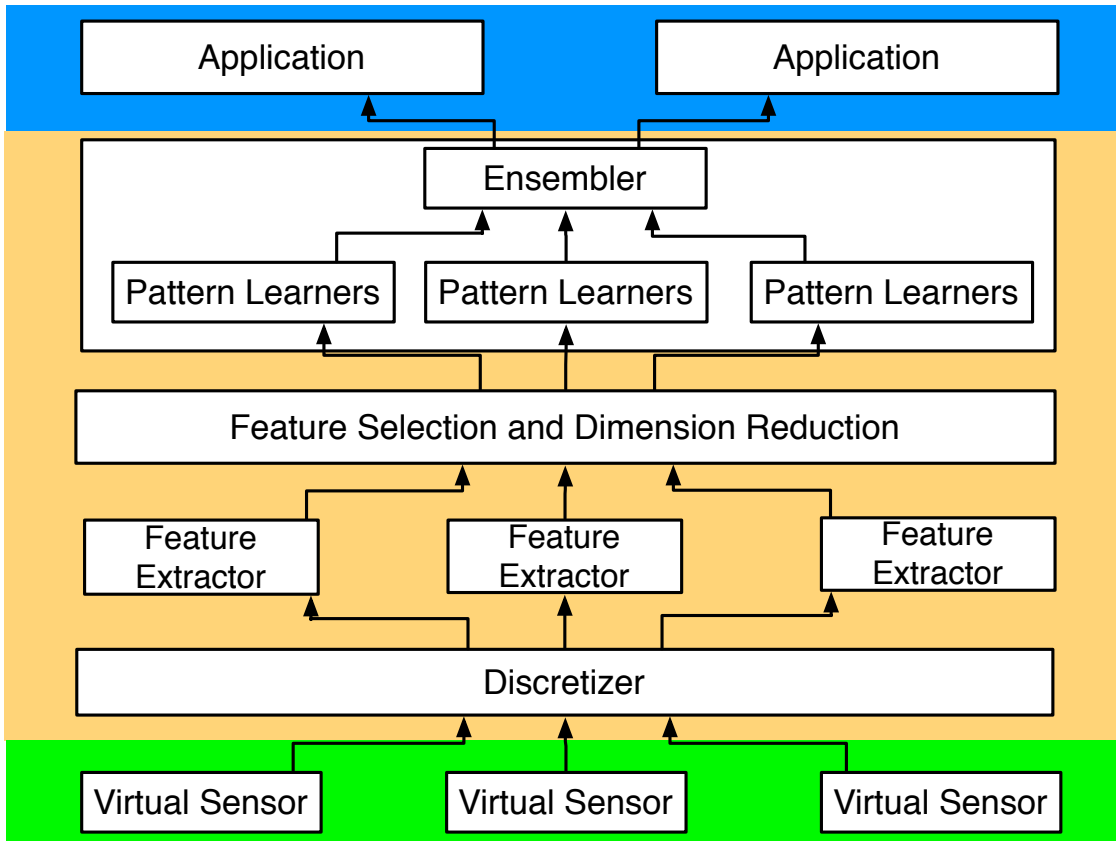 Application
Application
Ensembler
Pattern Learners
Pattern Learners
Pattern Learners
Feature Selection and Dimension Reduction
Feature
Extractor
Feature
Extractor
Feature
Extractor
Discretizer
Virtual Sensor
Virtual Sensor
Virtual Sensor